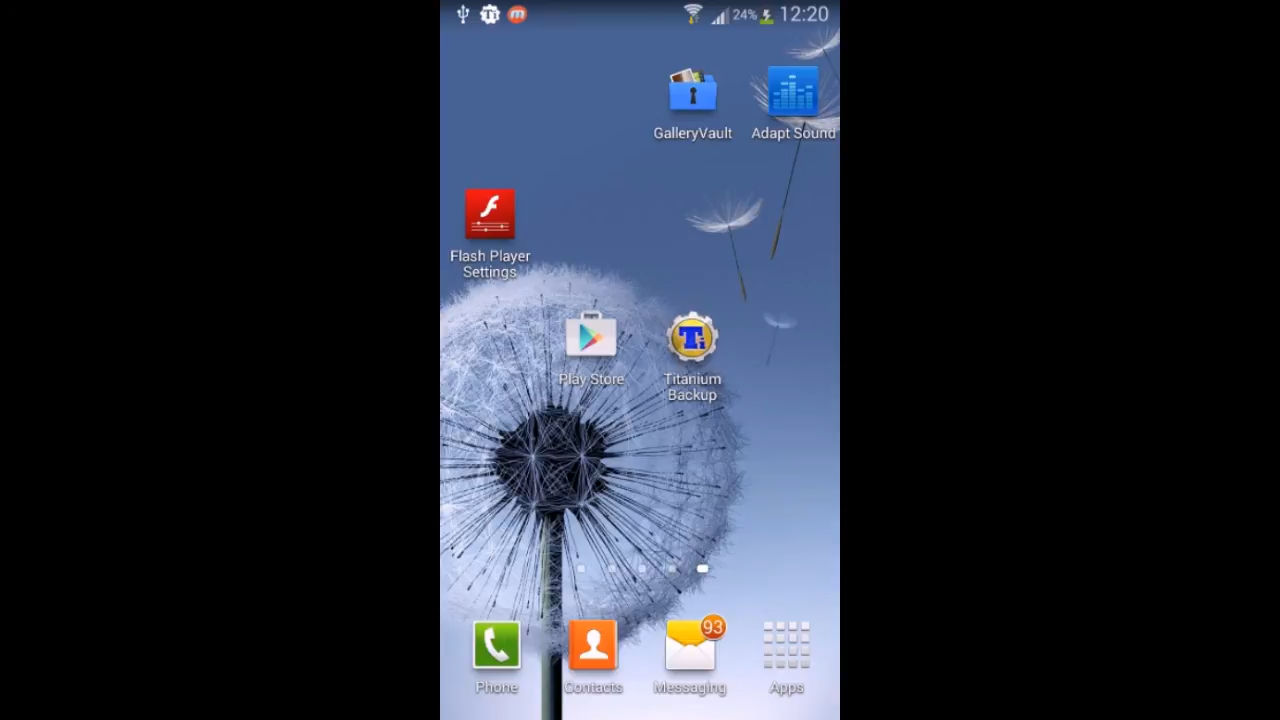 24% 12:20
GalleryVault
Adapt Sound
Flash Player
Settings
Play Store
Titanium
Backup
93
Phone
Contacts
Messaging
Apps